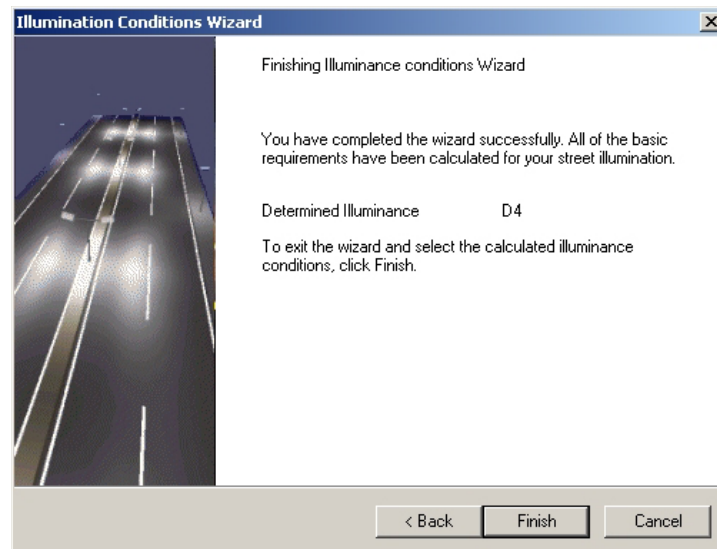 Illumination Conditions Wizard
Finishing Illuminance conditions Wizard
You have completed the wizard successfully. All of the basic
requirements have been calculated for your street illumination.
Determined Illuminance D4
To exit the wizard and select the calculated illuminance
conditions, click Finish.
< Back Finish Cancel